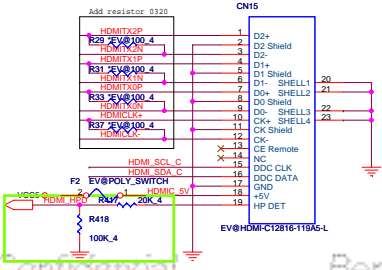 CN15
Add resistor 0320
HDMITX2P
R29 *EV@100_4
HDMITX2N
HDMITX1P
R31 *EV@100_4
HDMITX1N
HDMITX0P
R33 *EV@100_4
HDMITX0N
HDMICLK+
R37 *EV@100_4
HDMICLK-
HDMI_SCL_C
HDMI_SDA_C
F2 EV@POLY_SWITCH
VCC5 2 1 HDMIC_5V
HDMI_HPD R417 20K_4
R418
100K_4
1 D2+
2 D2 Shield
3 D2-
4 D1+
5 D1 Shield
6 D1- SHELL1 20
7 D0+ SHELL2 21
8 D0 Shield
9 D0- SHELL3 22
10 CK+ SHELL4 23
11 CK Shield
12 CK-
13 CE Remote
14 NC
15 DDC CLK
16 DDC DATA
17 GND
18 +5V
19 HP DET
EV@HDMI-C12816-119A5-L